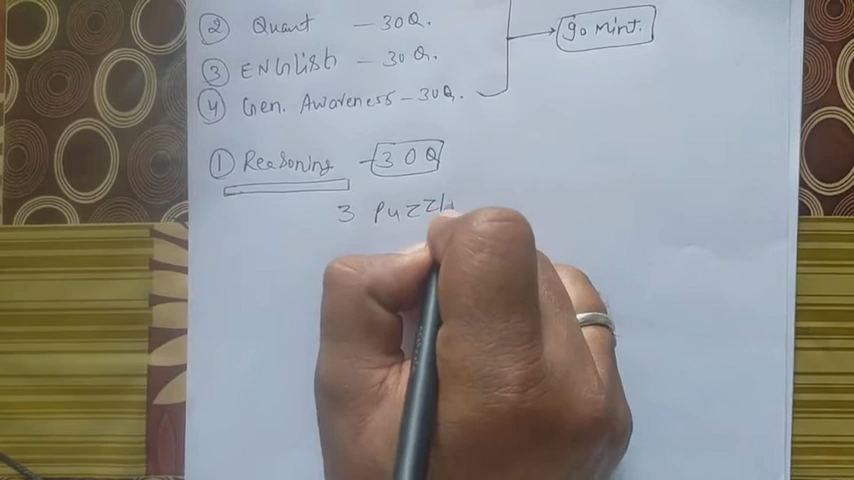 ② Quant - 30Q.
90 Mint.
③ ENGLish - 30Q.
④ Gen. Awareness - 30Q.
① Reasoning - 30Q
3 Puzzl